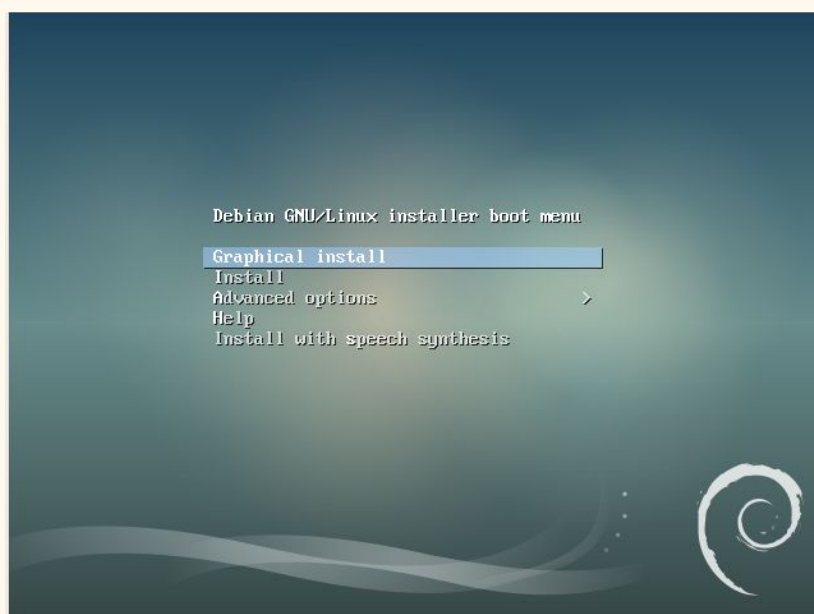 Debian GNU/Linux installer boot menu
Graphical install
Install
Advanced options >
Help
Install with speech synthesis